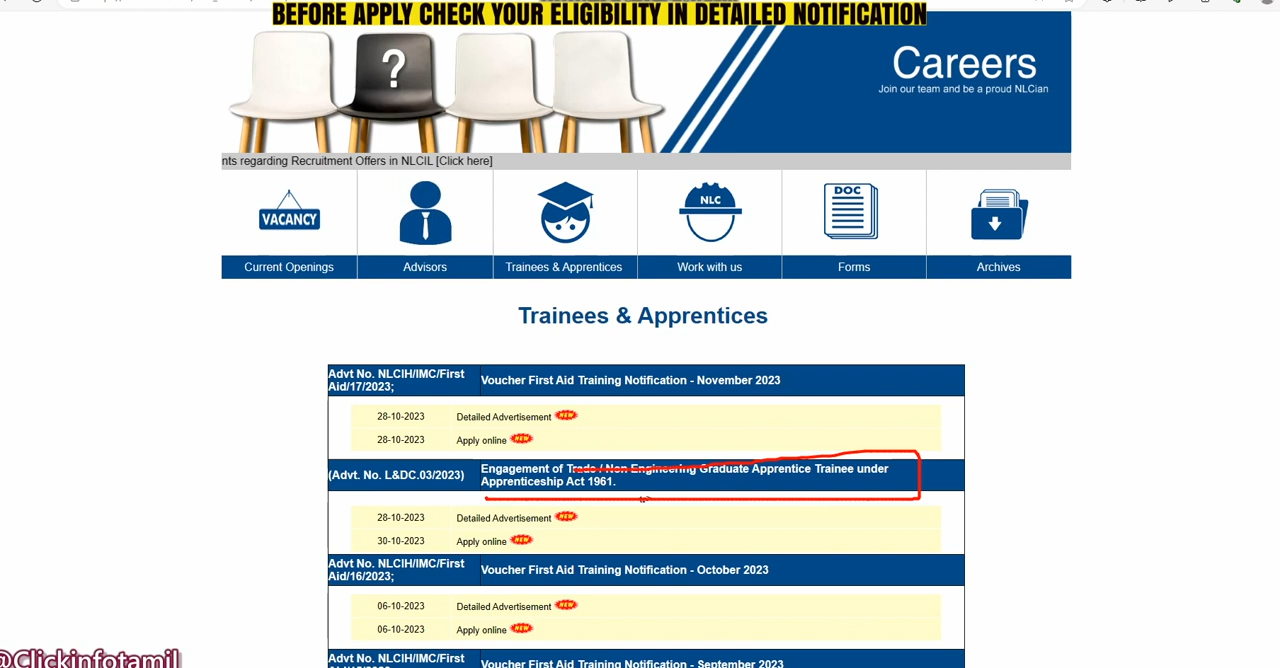 BEFORE APPLY CHECK YOUR ELIGIBILITY IN DETAILED NOTIFICATION
?
Careers
Join our team and be a proud NLCian
nts regarding Recruitment Offers in NLCIL [Click here]
VACANCY
NLC
DOC
Current Openings
Advisors
Trainees & Apprentices
Work with us
Forms
Archives
Trainees & Apprentices
Advt No. NLCIH/IMC/First
Aid/17/2023;
Voucher First Aid Training Notification - November 2023
28-10-2023
Detailed Advertisement NEW
28-10-2023
Apply online NEW
(Advt. No. L&DC.03/2023)
Engagement of Trade / Non Engineering Graduate Apprentice Trainee under
Apprenticeship Act 1961.
28-10-2023
Detailed Advertisement NEW
30-10-2023
Apply online NEW
Advt No. NLCIH/IMC/First
Aid/16/2023;
Voucher First Aid Training Notification - October 2023
06-10-2023
Detailed Advertisement NEW
06-10-2023
Apply online NEW
Advt No. NLCIH/IMC/First
Voucher First Aid Training Notification - September 2023
@Clickinfotamil